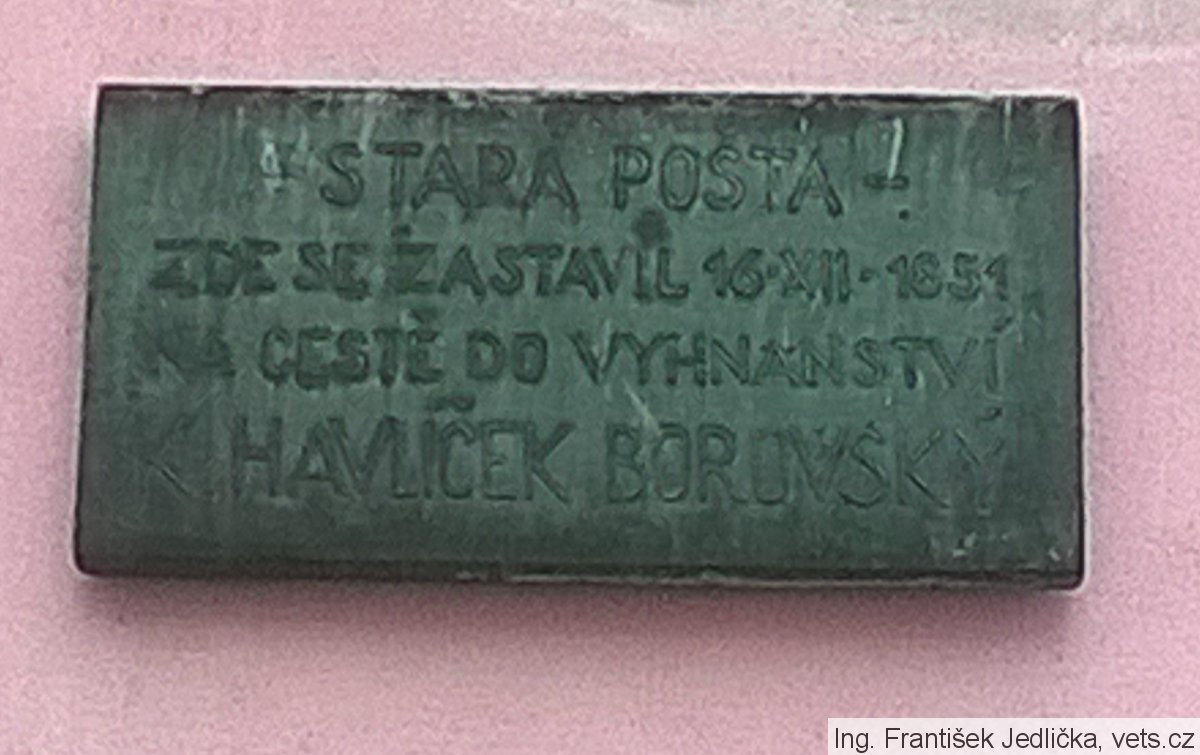 - STARÁ POŠTA -
ZDE SE ZASTAVIL 16·XII·1851
NA CESTĚ DO VYHNANSTVÍ
K. HAVLÍČEK BOROVSKÝ
Ing. František Jedlička, vets.cz